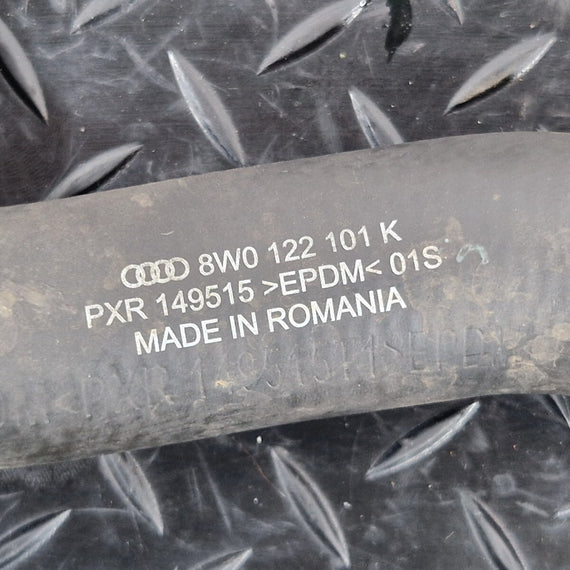 8W0 122 101 K
PXR 149515 >EPDM< 01S
MADE IN ROMANIA